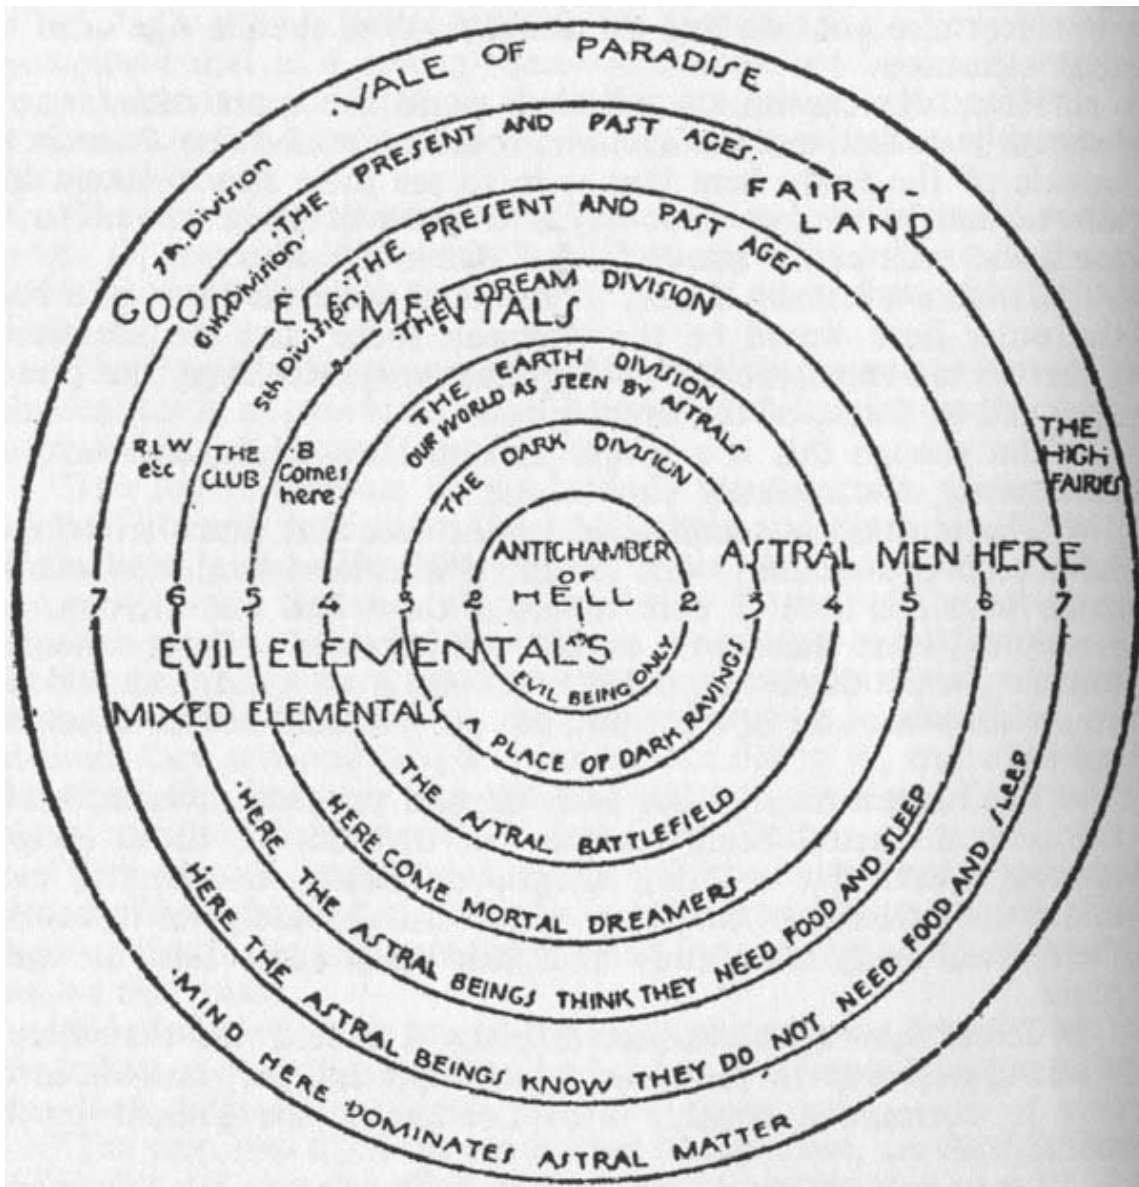 VALE OF PARADISE
7th. Division
THE PRESENT AND PAST AGES.
6th Division
FAIRY
LAND
THE PRESENT AND PAST AGES
5th Division
GOOD ELEMENTALS
4 THE DREAM DIVISION
THE EARTH DIVISION
OUR WORLD AS SEEN BY ASTRALS
THE DARK DIVISION
R.L.W
etc
THE
CLUB
B
Comes
here
THE
HIGH
FAIRIES
ANTICHAMBER
OF
HELL
ASTRAL MEN HERE
7 6 5 4 3 2 1 2 3 4 5 6 7
EVIL ELEMENTALS
EVIL BEING ONLY
MIXED ELEMENTALS
PLACE OF DARK RAVINGS
THE ASTRAL BATTLEFIELD
HERE COME MORTAL DREAMERS
HERE THE ASTRAL BEINGS THINK THEY NEED FOOD AND SLEEP
HERE THE ASTRAL BEINGS KNOW THEY DO NOT NEED FOOD AND SLEEP
MIND HERE DOMINATES ASTRAL MATTER